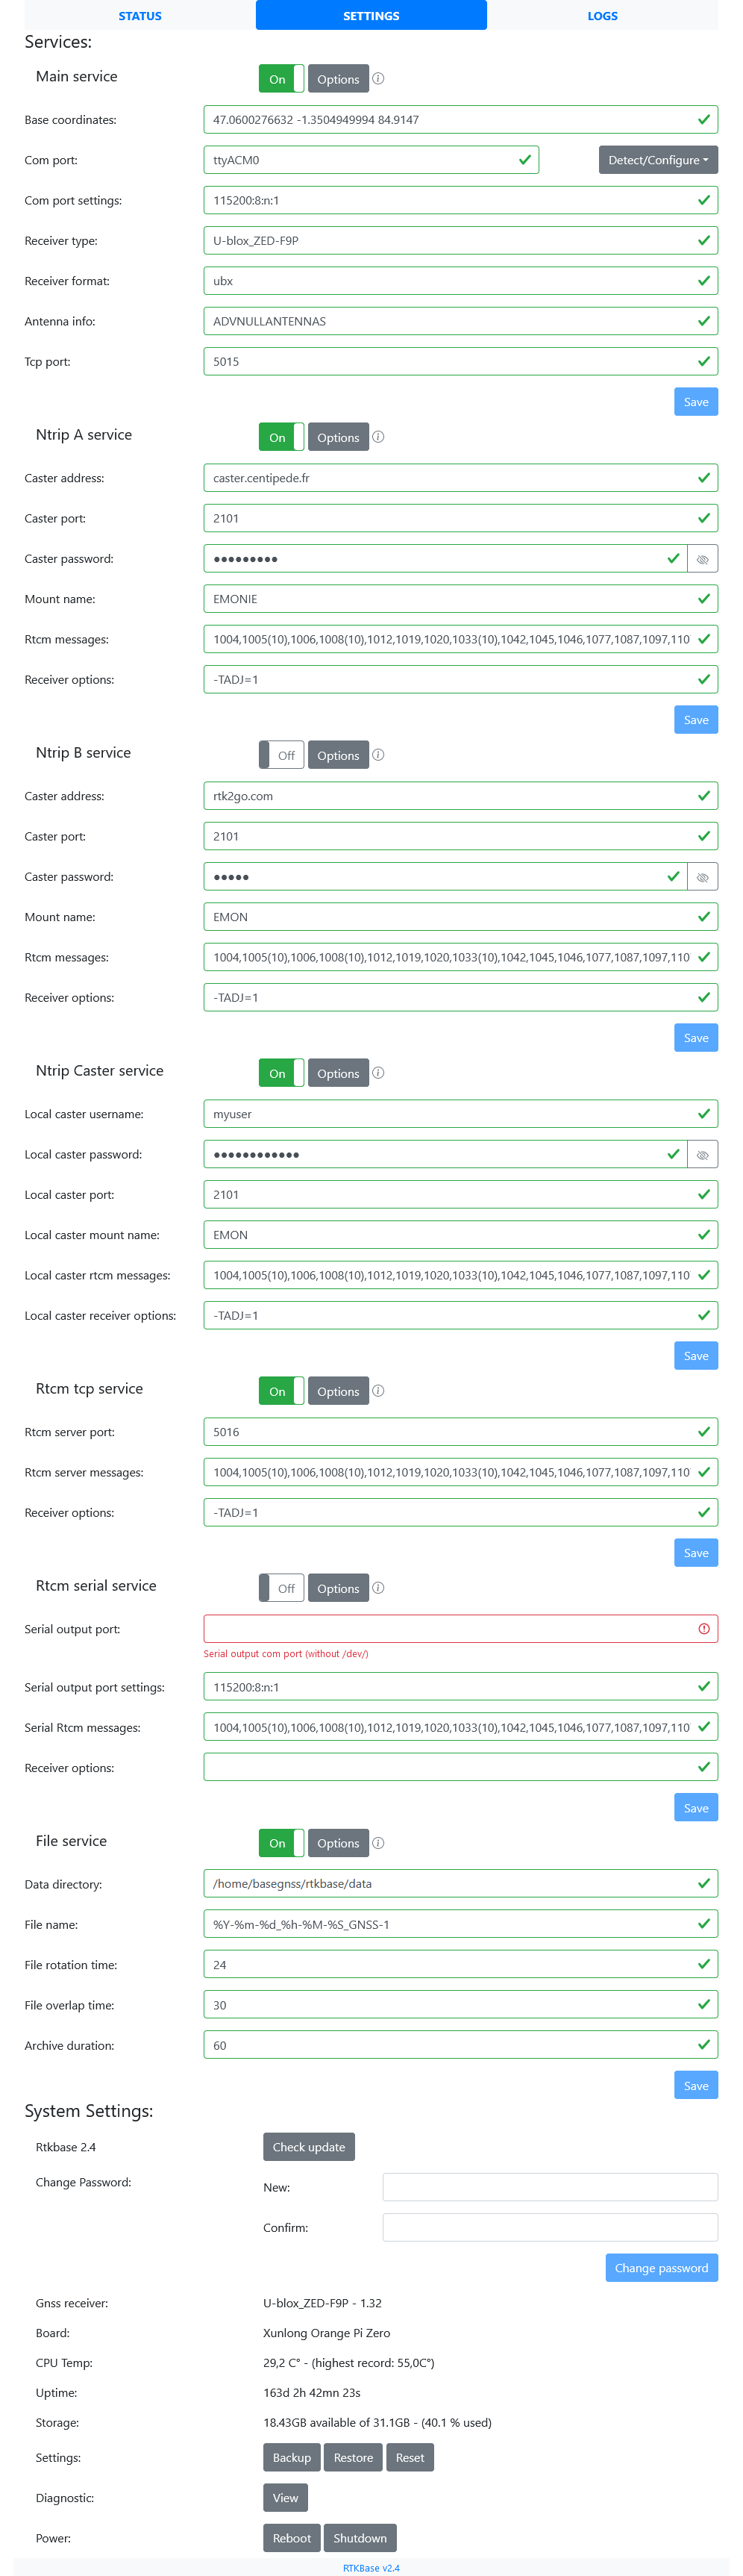 STATUS SETTINGS LOGS
Services:
Main service On Options
Base coordinates: 47.0600276632 -1.3504949994 84.9147
Com port: ttyACM0 Detect/Configure
Com port settings: 115200:8:n:1
Receiver type: U-blox_ZED-F9P
Receiver format: ubx
Antenna info: ADVNULLANTENNAS
Tcp port: 5015
Save
Ntrip A service On Options
Caster address: caster.centipede.fr
Caster port: 2101
Caster password: ●●●●●●●●●
Mount name: EMONIE
Rtcm messages: 1004,1005(10),1006,1008(10),1012,1019,1020,1033(10),1042,1045,1046,1077,1087,1097,110
Receiver options: -TADJ=1
Save
Ntrip B service Off Options
Caster address: rtk2go.com
Caster port: 2101
Caster password: ●●●●●
Mount name: EMON
Rtcm messages: 1004,1005(10),1006,1008(10),1012,1019,1020,1033(10),1042,1045,1046,1077,1087,1097,110
Receiver options: -TADJ=1
Save
Ntrip Caster service On Options
Local caster username: myuser
Local caster password: ●●●●●●●●●●●●
Local caster port: 2101
Local caster mount name: EMON
Local caster rtcm messages: 1004,1005(10),1006,1008(10),1012,1019,1020,1033(10),1042,1045,1046,1077,1087,1097,110
Local caster receiver options: -TADJ=1
Save
Rtcm tcp service On Options
Rtcm server port: 5016
Rtcm server messages: 1004,1005(10),1006,1008(10),1012,1019,1020,1033(10),1042,1045,1046,1077,1087,1097,110
Receiver options: -TADJ=1
Save
Rtcm serial service Off Options
Serial output port:
Serial output com port (without /dev/)
Serial output port settings: 115200:8:n:1
Serial Rtcm messages: 1004,1005(10),1006,1008(10),1012,1019,1020,1033(10),1042,1045,1046,1077,1087,1097,110
Receiver options:
Save
File service On Options
Data directory: /home/basegnss/rtkbase/data
File name: %Y-%m-%d_%h-%M-%S_GNSS-1
File rotation time: 24
File overlap time: 30
Archive duration: 60
Save
System Settings:
Rtkbase 2.4 Check update
Change Password: New:
Confirm:
Change password
Gnss receiver: U-blox_ZED-F9P - 1.32
Board: Xunlong Orange Pi Zero
CPU Temp: 29,2 C° - (highest record: 55,0C°)
Uptime: 163d 2h 42mn 23s
Storage: 18.43GB available of 31.1GB - (40.1 % used)
Settings: Backup Restore Reset
Diagnostic: View
Power: Reboot Shutdown
RTKBase v2.4